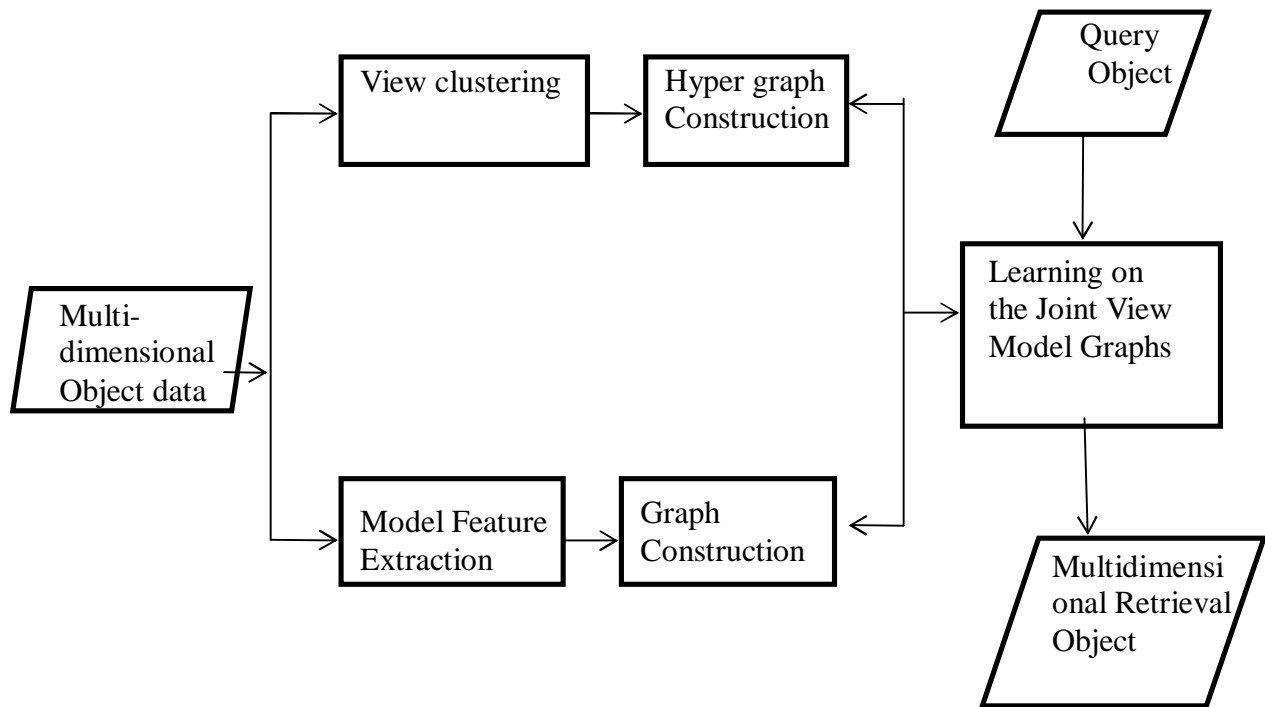 View clustering
Hyper graph
Construction
Query
Object
Multi-
dimensional
Object data
Learning on
the Joint View
Model Graphs
Model Feature
Extraction
Graph
Construction
Multidimensi
onal Retrieval
Object